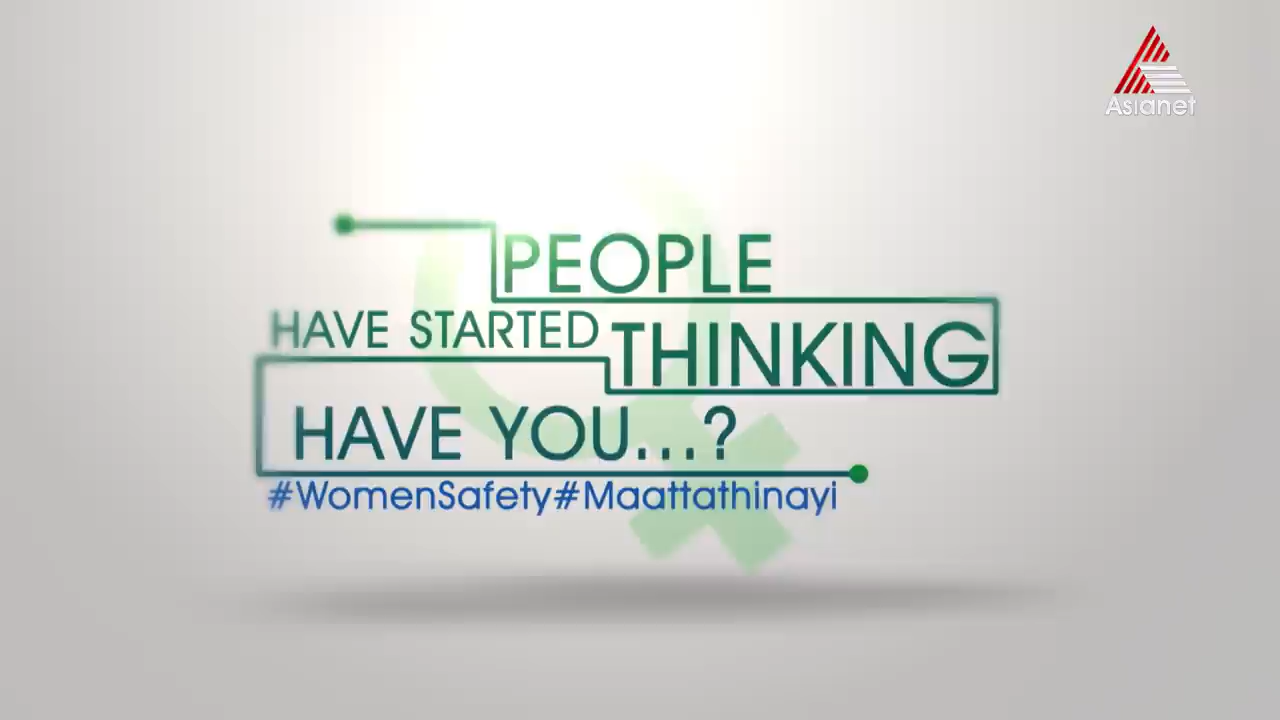 Asianet
PEOPLE
HAVE STARTED THINKING
HAVE YOU...?
#WomenSafety#Maattathinayi